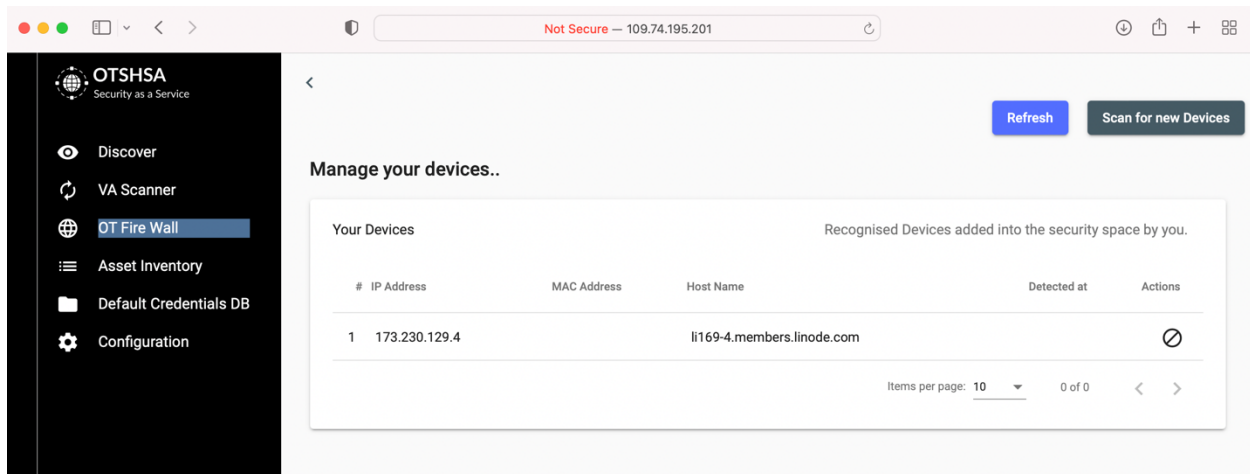 Not Secure — 109.74.195.201
OTSHSA
Security as a Service
Discover
VA Scanner
OT Fire Wall
Asset Inventory
Default Credentials DB
Configuration
Refresh
Scan for new Devices
Manage your devices..
Your Devices
Recognised Devices added into the security space by you.
# IP Address MAC Address Host Name Detected at Actions
1 173.230.129.4 li169-4.members.linode.com
Items per page: 10 0 of 0